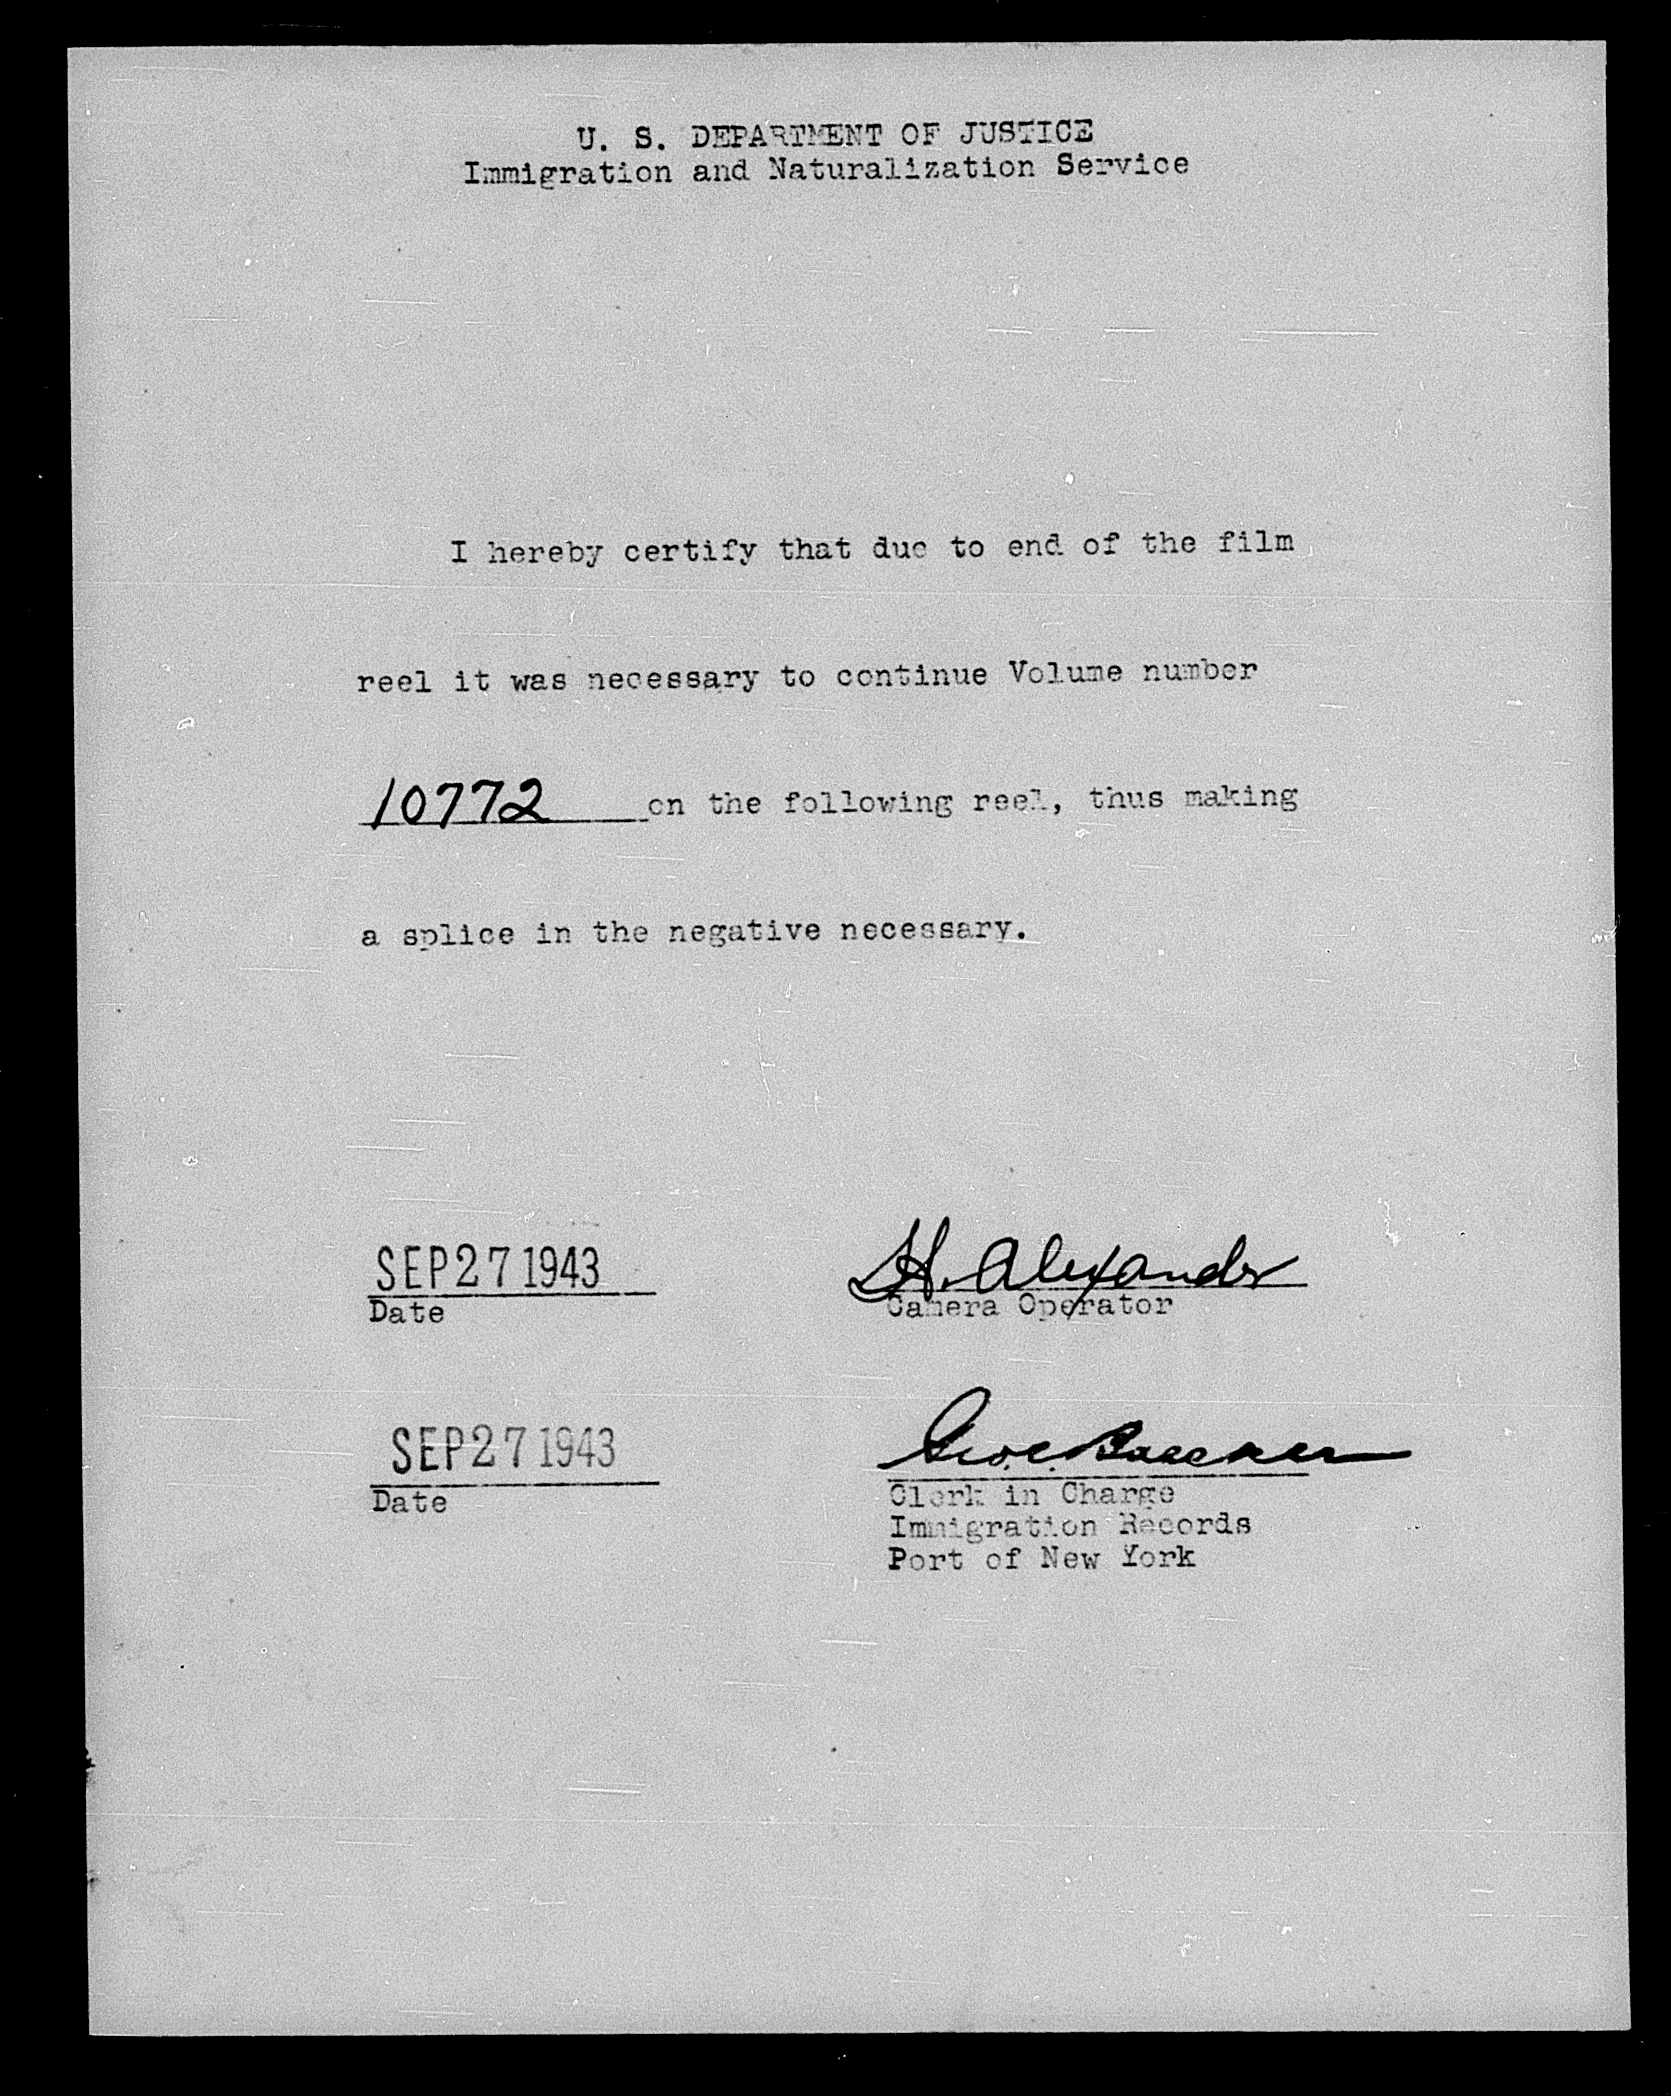 U. S. DEPARTMENT OF JUSTICE
Immigration and Naturalization Service
I hereby certify that due to end of the film
reel it was necessary to continue Volume number
10772 on the following reel, thus making
a splice in the negative necessary.
SEP 27 1943
Date
H. Alexander
Camera Operator
SEP 27 1943
Date
Clerk in Charge
Immigration Records
Port of New York